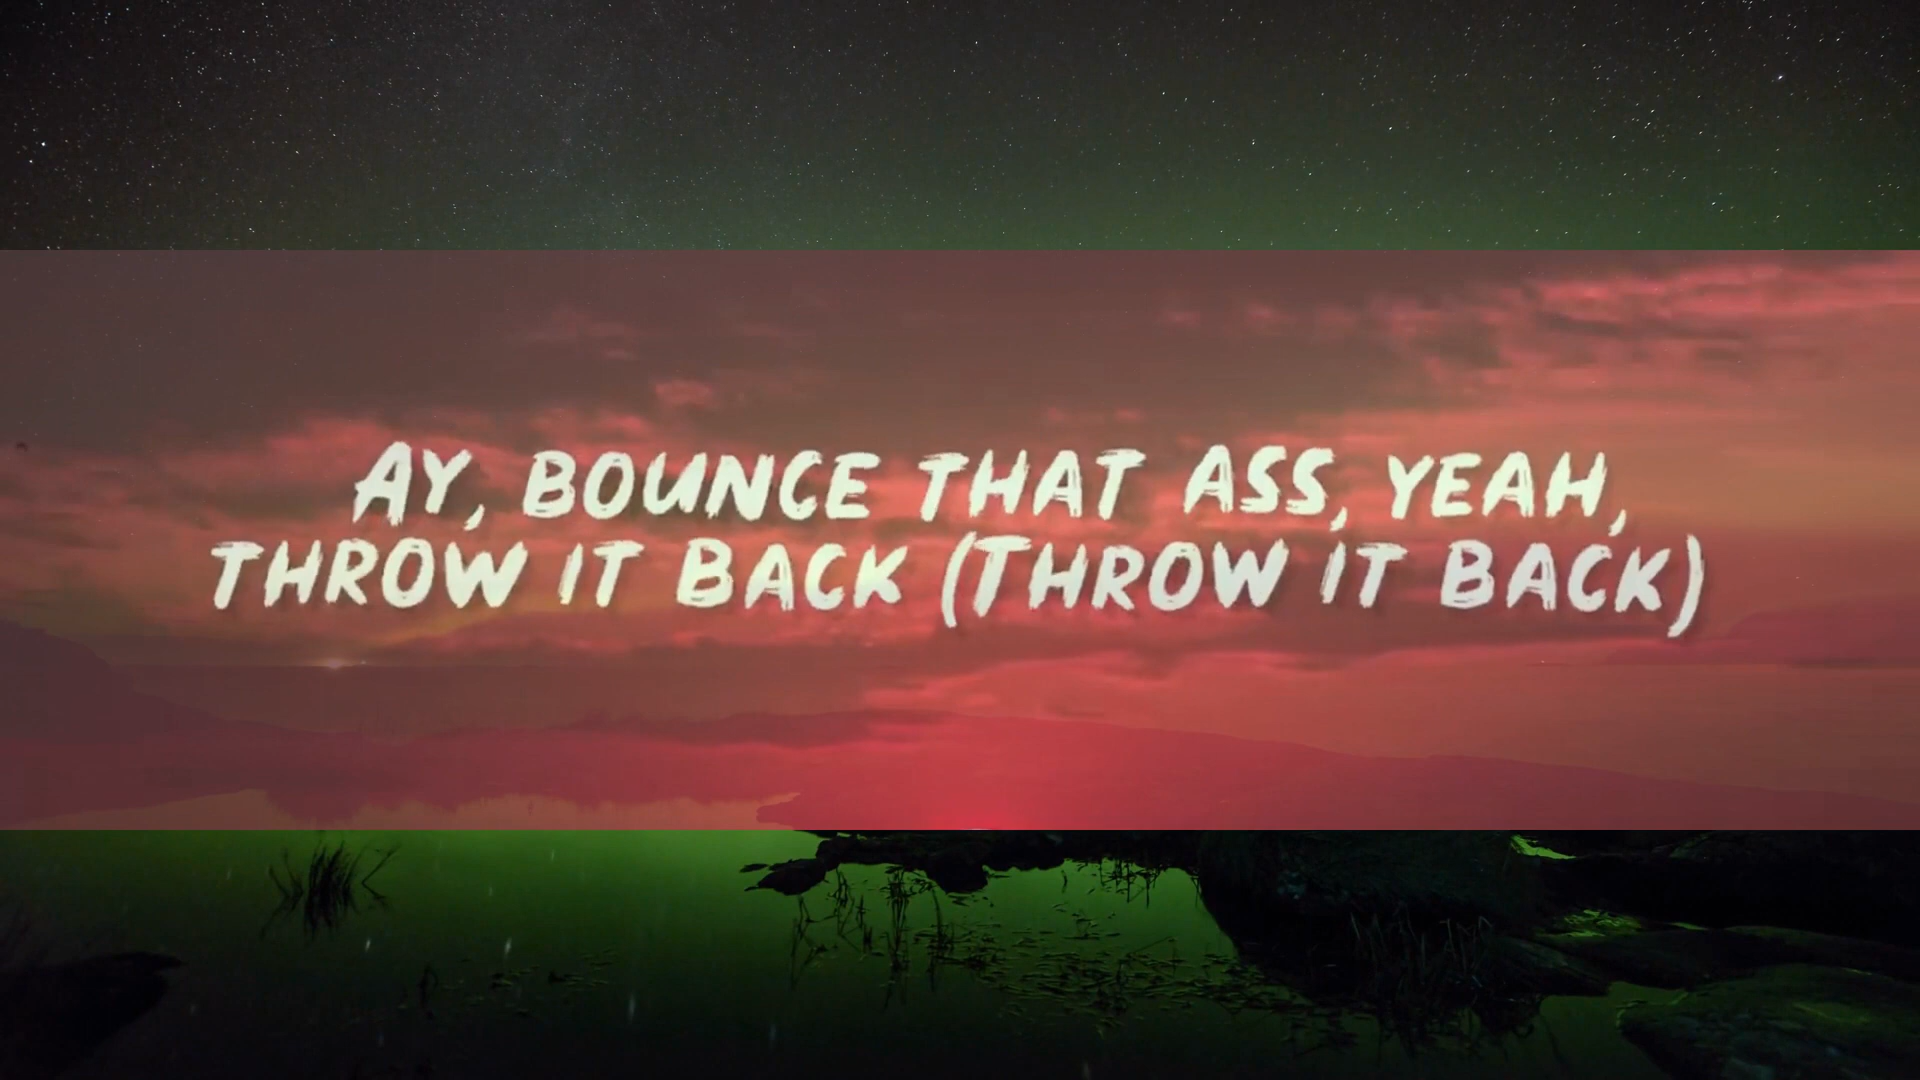 Ay, bounce that ass, yeah,
throw it back (Throw it back)